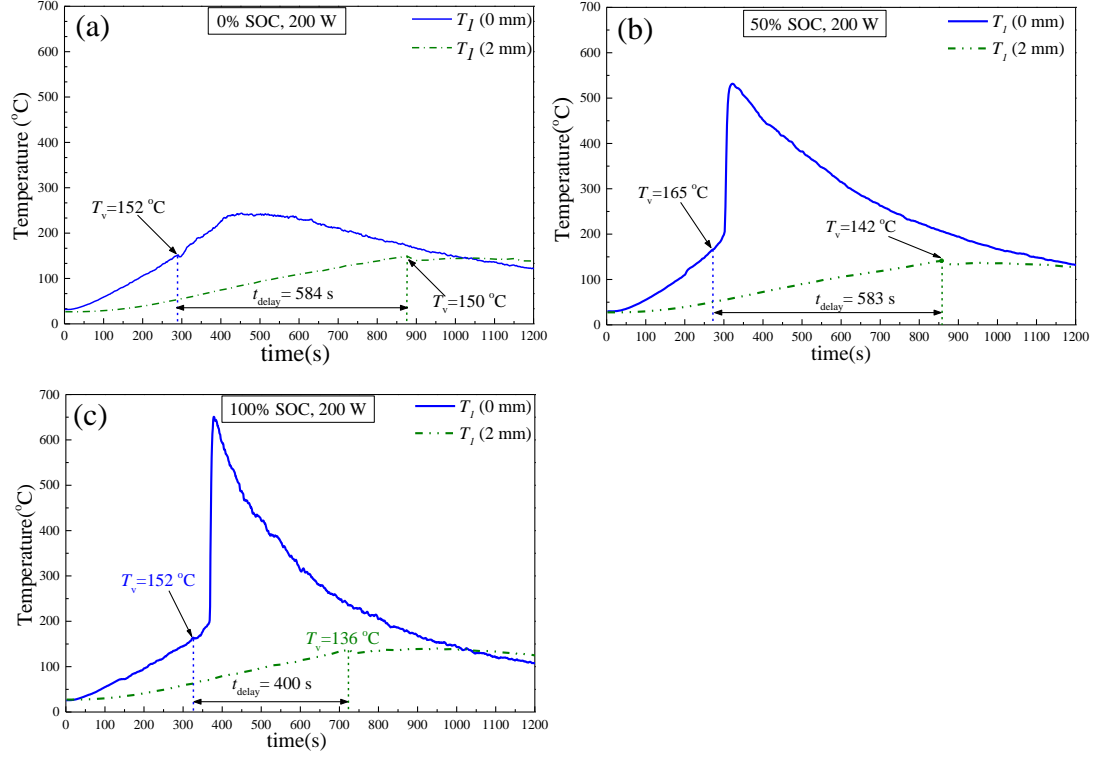 (a)
0% SOC, 200 W
T1 (0 mm)
T1 (2 mm)
Temperature (°C)
700
600
500
400
300
200
100
0
Tv=152 °C
tdelay= 584 s
Tv=150 °C
0 100 200 300 400 500 600 700 800 900 1000 1100 1200
time(s)
(b)
50% SOC, 200 W
T1 (0 mm)
T1 (2 mm)
Temperature(°C)
700
600
500
400
300
200
100
0
Tv=165 °C
Tv=142 °C
tdelay= 583 s
0 100 200 300 400 500 600 700 800 900 1000 1100 1200
time(s)
(c)
100% SOC, 200 W
T1 (0 mm)
T1 (2 mm)
Temperature(°C)
700
600
500
400
300
200
100
0
Tv=152 °C
Tv=136 °C
tdelay= 400 s
0 100 200 300 400 500 600 700 800 900 1000 1100 1200
time(s)